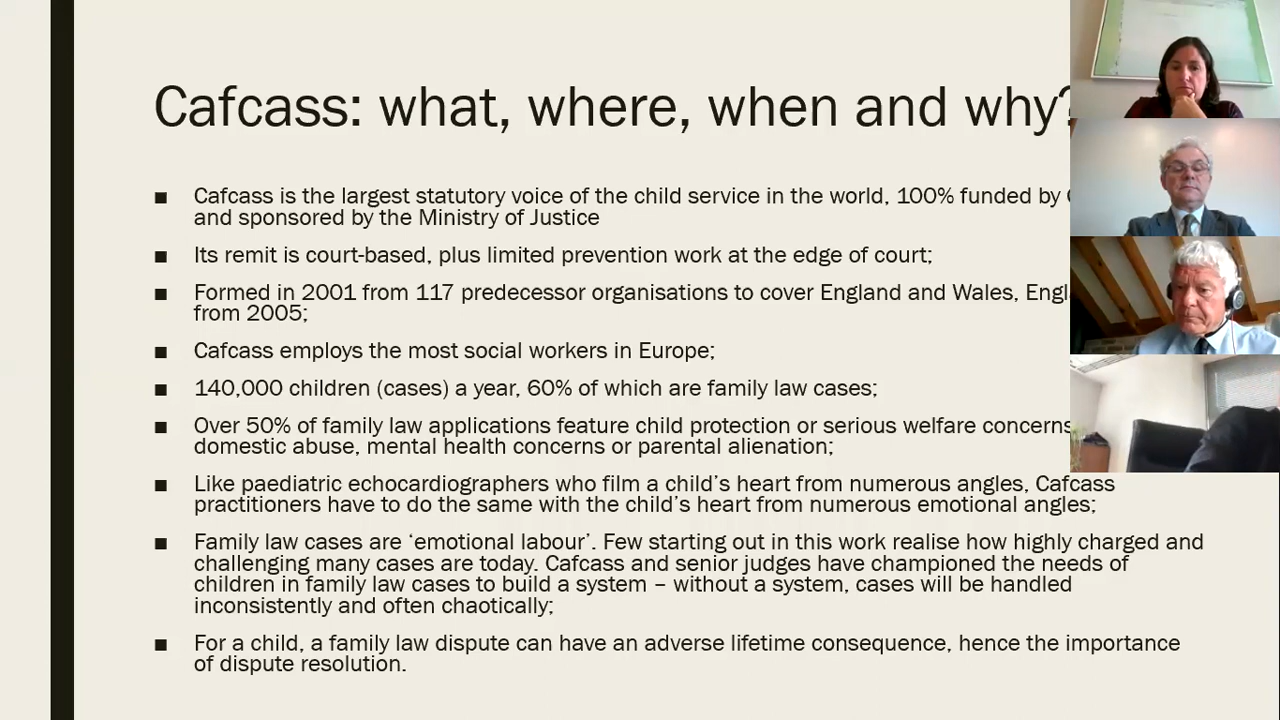 Cafcass: what, where, when and why?
■ Cafcass is the largest statutory voice of the child service in the world, 100% funded by
and sponsored by the Ministry of Justice
■ Its remit is court-based, plus limited prevention work at the edge of court;
■ Formed in 2001 from 117 predecessor organisations to cover England and Wales,
from 2005;
■ Cafcass employs the most social workers in Europe;
■ 140,000 children (cases) a year, 60% of which are family law cases;
■ Over 50% of family law applications feature child protection or serious welfare concerns
domestic abuse, mental health concerns or parental alienation;
■ Like paediatric echocardiographers who film a child’s heart from numerous angles, Cafcass
practitioners have to do the same with the child’s heart from numerous emotional angles;
■ Family law cases are ‘emotional labour’. Few starting out in this work realise how highly charged and
challenging many cases are today. Cafcass and senior judges have championed the needs of
children in family law cases to build a system – without a system, cases will be handled
inconsistently and often chaotically;
■ For a child, a family law dispute can have an adverse lifetime consequence, hence the importance
of dispute resolution.